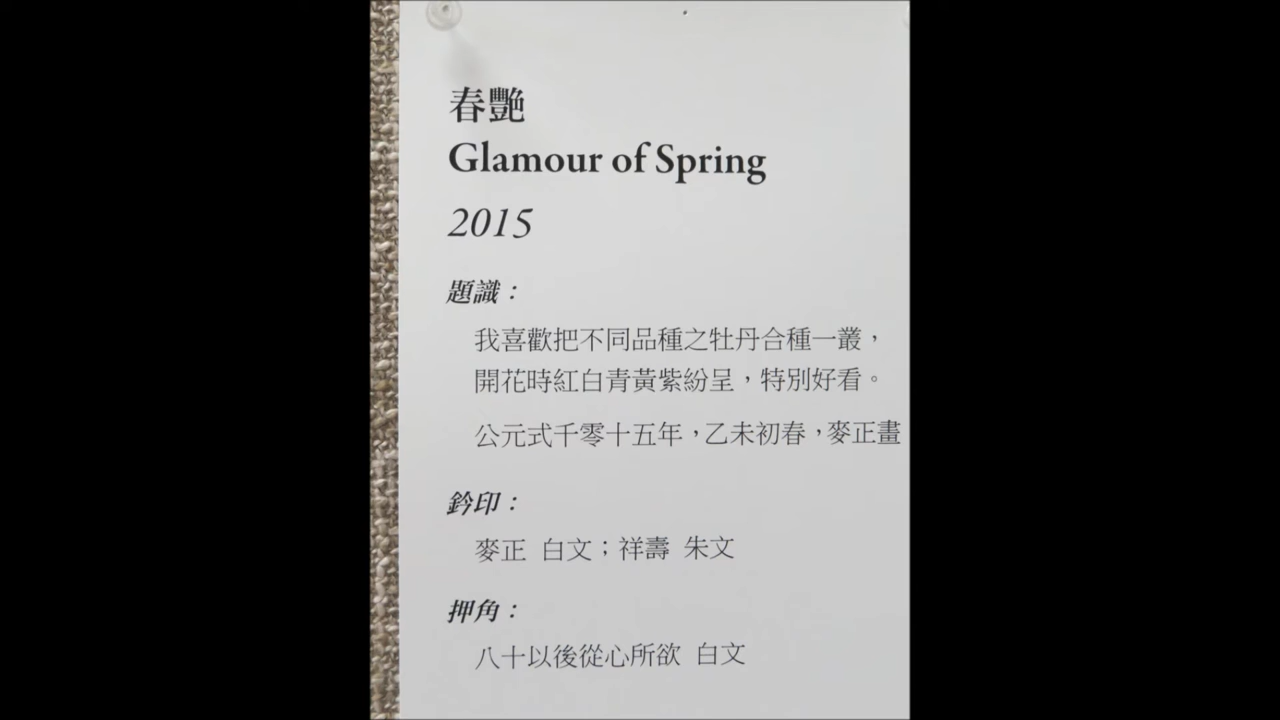 春艷
Glamour of Spring
2015
題識：
我喜歡把不同品種之牡丹合種一叢，
開花時紅白青黃紫紛呈，特別好看。
公元式千零十五年，乙未初春，麥正畫
鈐印：
麥正 白文；祥壽 朱文
押角：
八十以後從心所欲 白文